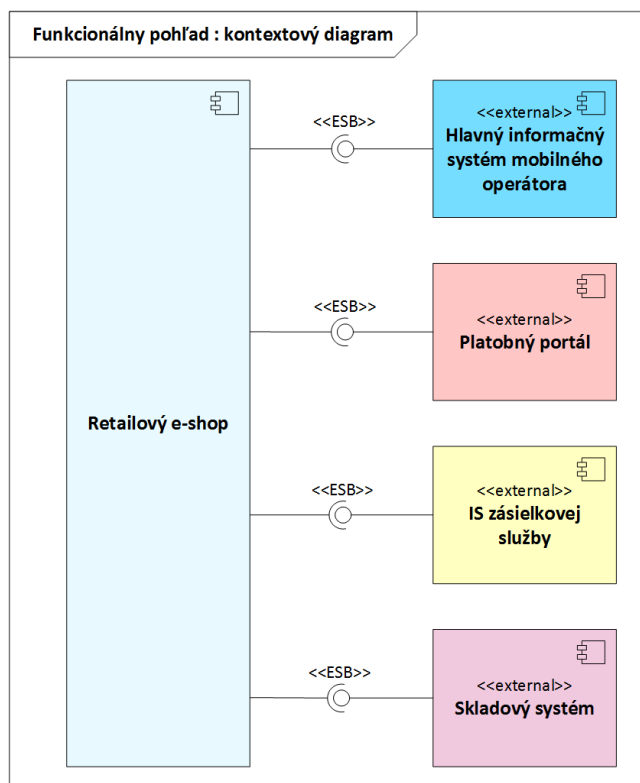 Funkcionálny pohľad : kontextový diagram
<<ESB>>
<<external>>
Hlavný informačný
systém mobilného
operátora
<<ESB>>
<<external>>
Platobný portál
Retailový e-shop
<<ESB>>
<<external>>
IS zásielkovej
služby
<<ESB>>
<<external>>
Skladový systém